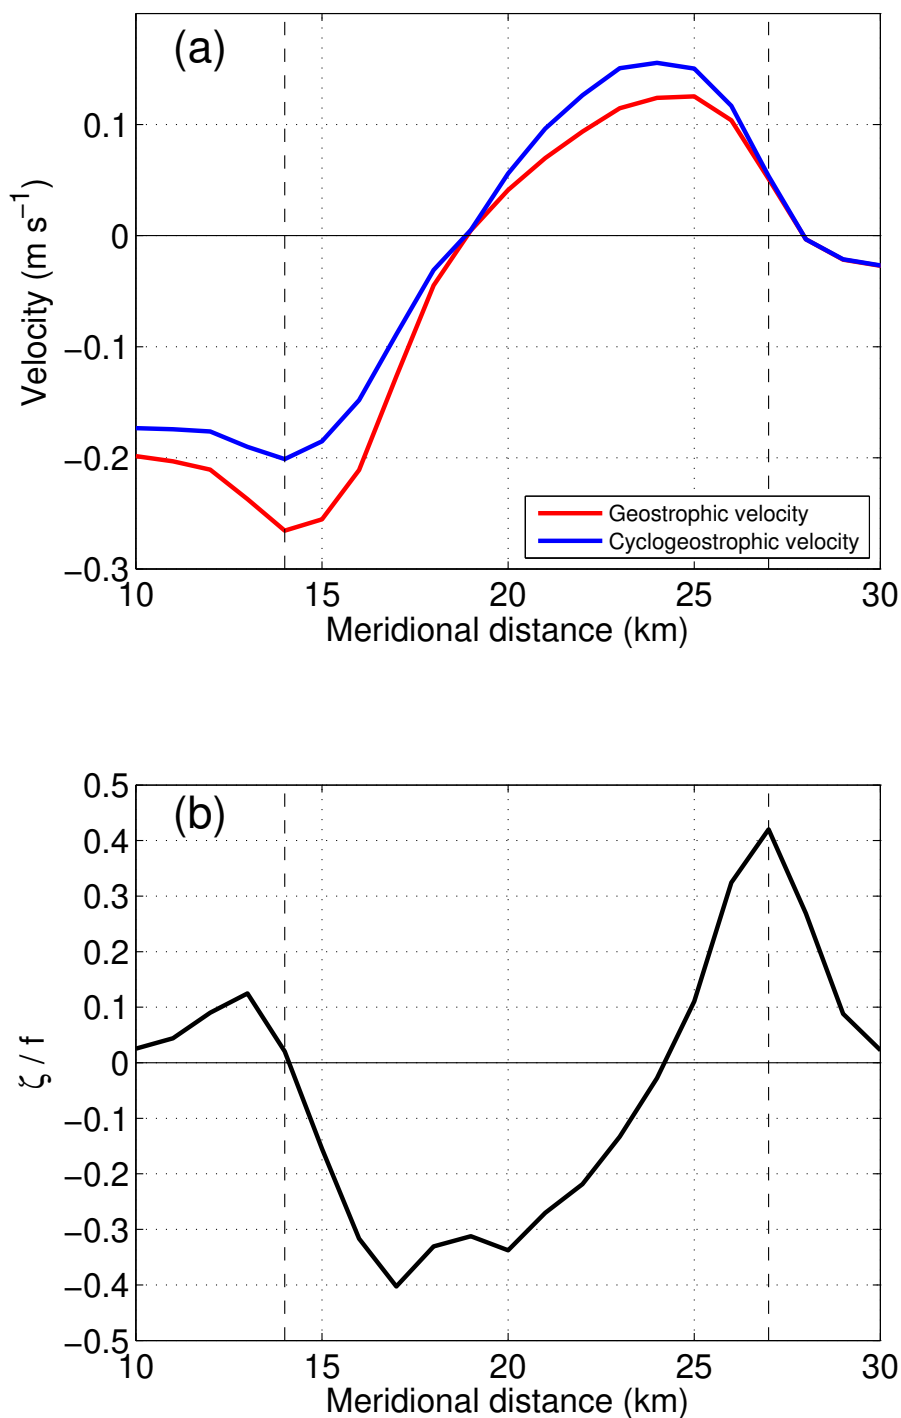 (a)
0.1
0
−0.1
−0.2
−0.3
Velocity (m s⁻¹)
Geostrophic velocity
Cyclogeostrophic velocity
10 15 20 25 30
Meridional distance (km)
(b)
0.5
0.4
0.3
0.2
0.1
0
−0.1
−0.2
−0.3
−0.4
−0.5
ζ / f
10 15 20 25 30
Meridional distance (km)